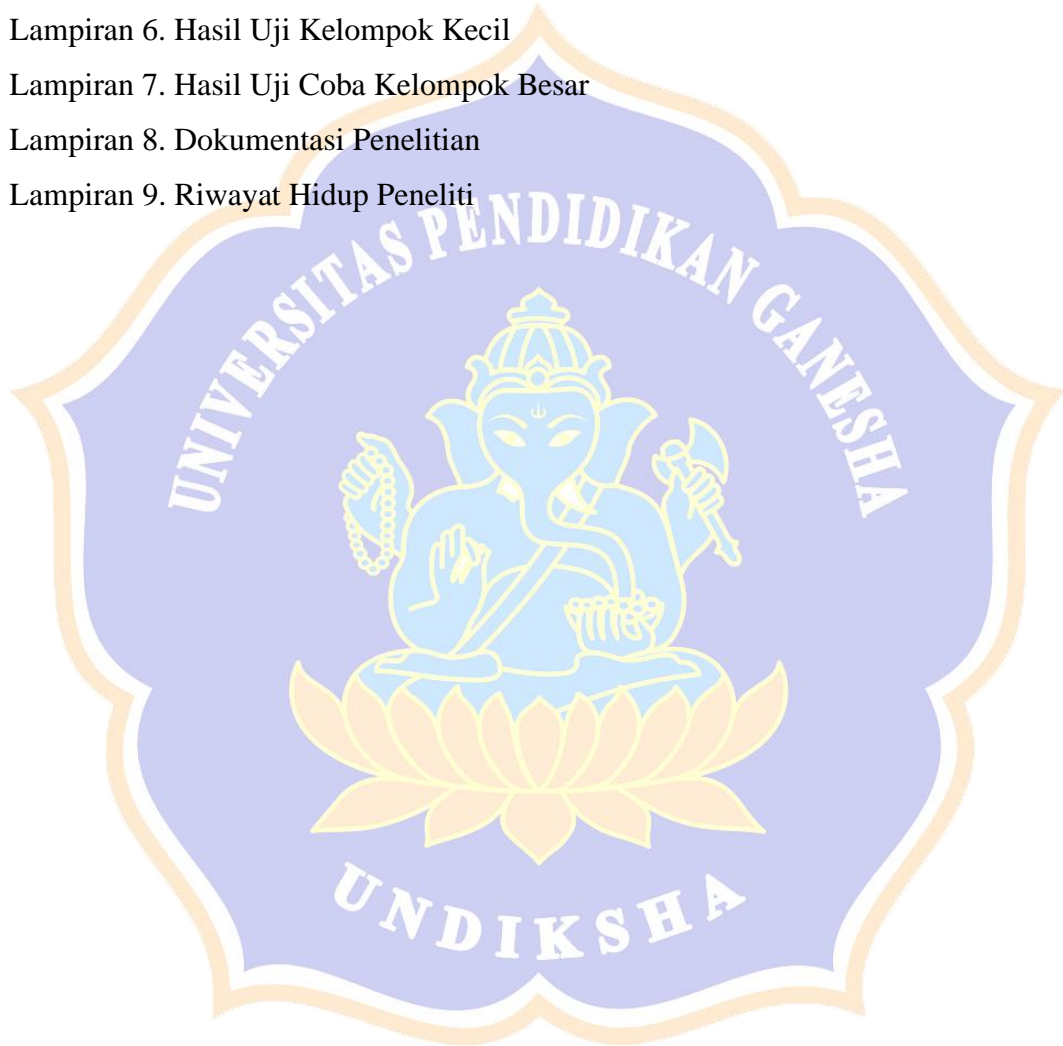 Lampiran 6. Hasil Uji Kelompok Kecil
Lampiran 7. Hasil Uji Coba Kelompok Besar
Lampiran 8. Dokumentasi Penelitian
Lampiran 9. Riwayat Hidup Peneliti
UNIVERSITAS PENDIDIKAN GANESHA
UNDIKSHA